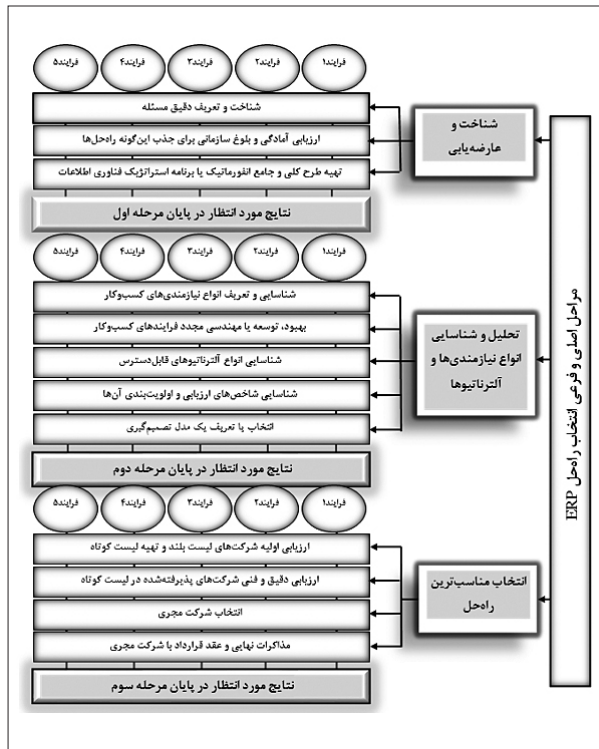 مراحل اصلی و فرعی انتخاب راه‌حل ERP
شناخت و
عارضه‌یابی
فرایند۱ فرایند۲ فرایند۳ فرایند۴ فرایند۵
شناخت و تعریف دقیق مسئله
ارزیابی آمادگی و بلوغ سازمانی برای جذب این‌گونه راه‌حل‌ها
تهیه طرح کلی و جامع انفورماتیک یا برنامه استراتژیک فناوری اطلاعات
نتایج مورد انتظار در پایان مرحله اول
تحلیل و شناسایی
انواع نیازمندی‌ها و
آلترناتیوها
فرایند۱ فرایند۲ فرایند۳ فرایند۴ فرایند۵
شناسایی و تعریف انواع نیازمندی‌های کسب‌وکار
بهبود، توسعه یا مهندسی مجدد فرایندهای کسب‌وکار
شناسایی انواع آلترناتیوهای قابل‌دسترس
شناسایی شاخص‌های ارزیابی و اولویت‌بندی آن‌ها
انتخاب یا تعریف یک مدل تصمیم‌گیری
نتایج مورد انتظار در پایان مرحله دوم
انتخاب مناسب‌ترین
راه‌حل
فرایند۱ فرایند۲ فرایند۳ فرایند۴ فرایند۵
ارزیابی اولیه شرکت‌های لیست بلند و تهیه لیست کوتاه
ارزیابی دقیق و فنی شرکت‌های پذیرفته‌شده در لیست کوتاه
انتخاب شرکت مجری
مذاکرات نهایی و عقد قرارداد با شرکت مجری
نتایج مورد انتظار در پایان مرحله سوم